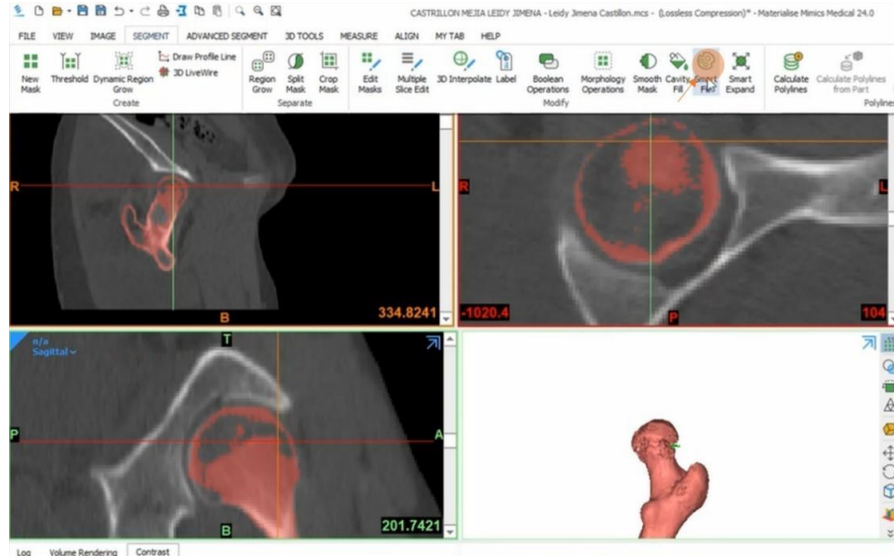 CASTRILLON MEJIA LEIDY JIMENA - Leidy Jimena Castillon.mcs - (Lossless Compression)* - Materialise Mimics Medical 24.0
FILE VIEW IMAGE SEGMENT ADVANCED SEGMENT 3D TOOLS MEASURE ALIGN MY TAB HELP
New Mask
Threshold
Dynamic Region Grow
Draw Profile Line
3D LiveWire
Region Grow
Split Mask
Crop Mask
Edit Masks
Multiple Slice Edit
3D Interpolate
Label
Boolean Operations
Morphology Operations
Smooth Mask
Cavity Fill
Smart Fill
Smart Expand
Calculate Polylines
Calculate Polylines from Part
Create
Separate
Modify
Polyline
R
L
B
334.8241
R
L
-1020.4
P
104
n/a
Sagittal
T
P
A
B
201.7421
Log Volume Rendering Contrast